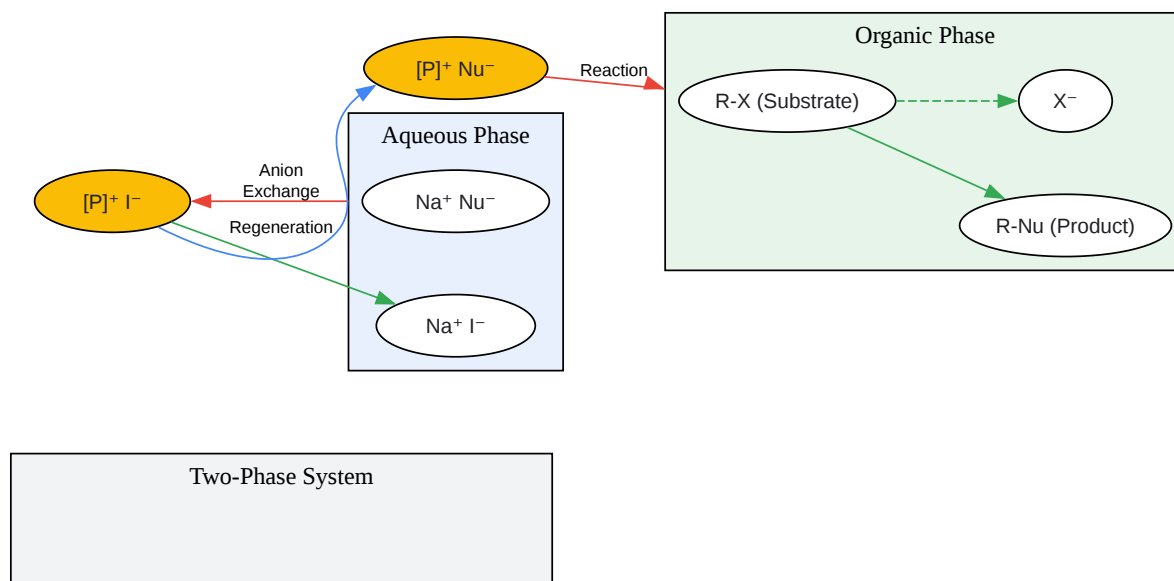 Organic Phase
[P]⁺ Nu⁻
Reaction
R-X (Substrate)
X⁻
Aqueous Phase
Anion
Exchange
[P]⁺ I⁻
Na⁺ Nu⁻
Regeneration
R-Nu (Product)
Na⁺ I⁻
Two-Phase System